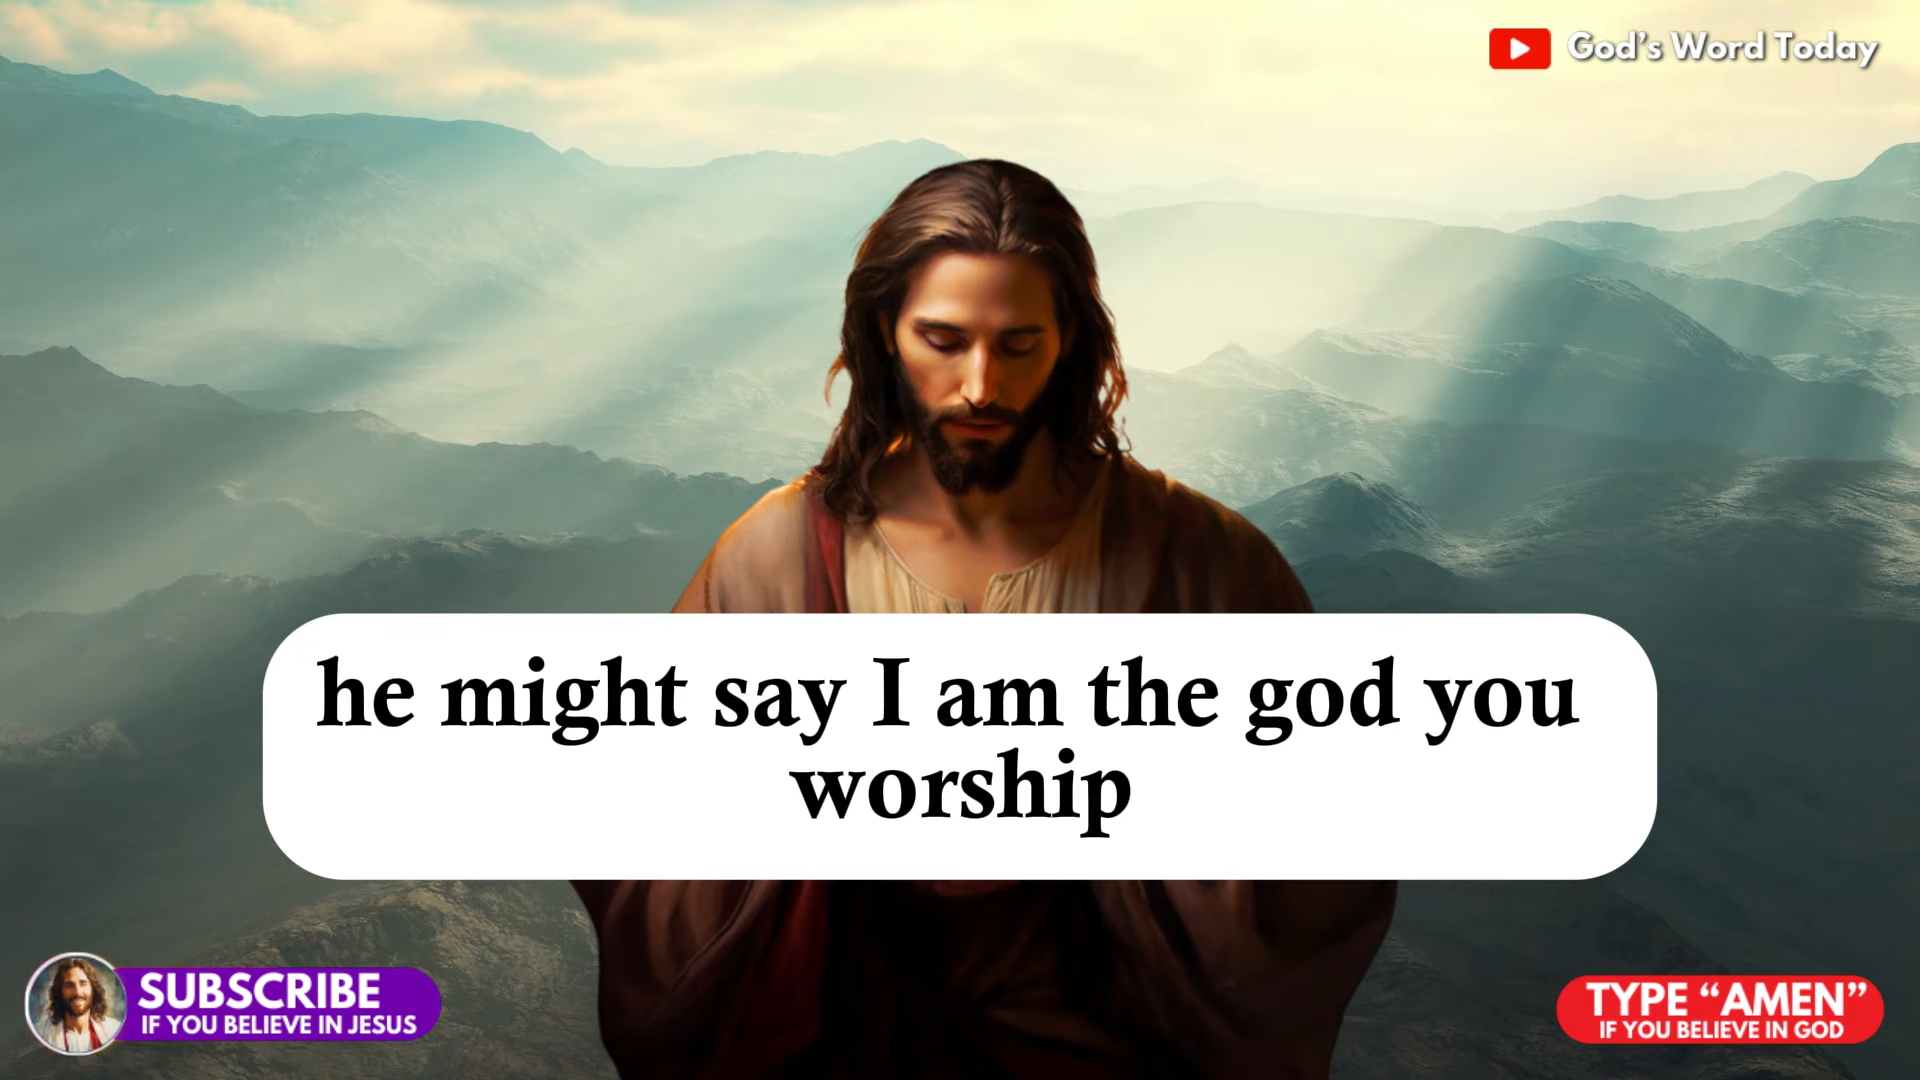 God's Word Today
he might say I am the god you
worship
SUBSCRIBE
IF YOU BELIEVE IN JESUS
TYPE “AMEN”
IF YOU BELIEVE IN GOD